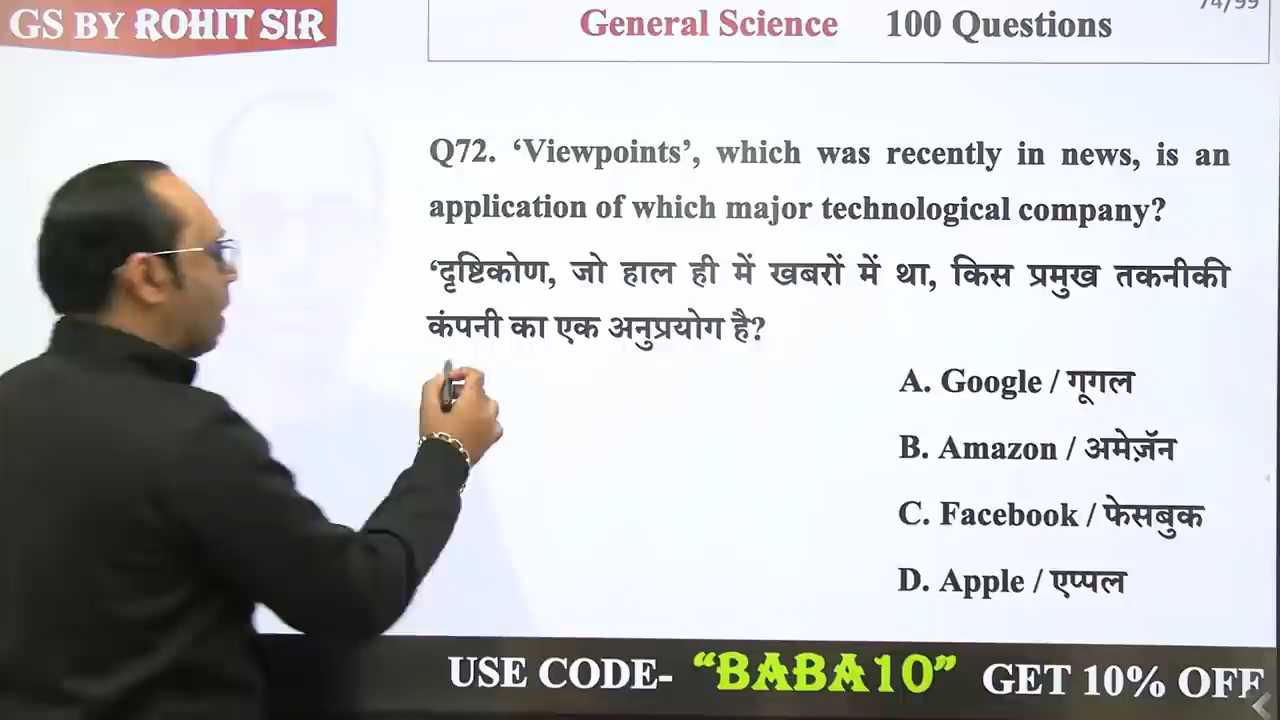 GS BY ROHIT SIR
General Science 100 Questions
74/99
Q72. ‘Viewpoints’, which was recently in news, is an
application of which major technological company?
‘दृष्टिकोण, जो हाल ही में खबरों में था, किस प्रमुख तकनीकी
कंपनी का एक अनुप्रयोग है?
A. Google / गूगल
B. Amazon / अमेज़ॅन
C. Facebook / फेसबुक
D. Apple / एप्पल
USE CODE- “BABA10” GET 10% OFF